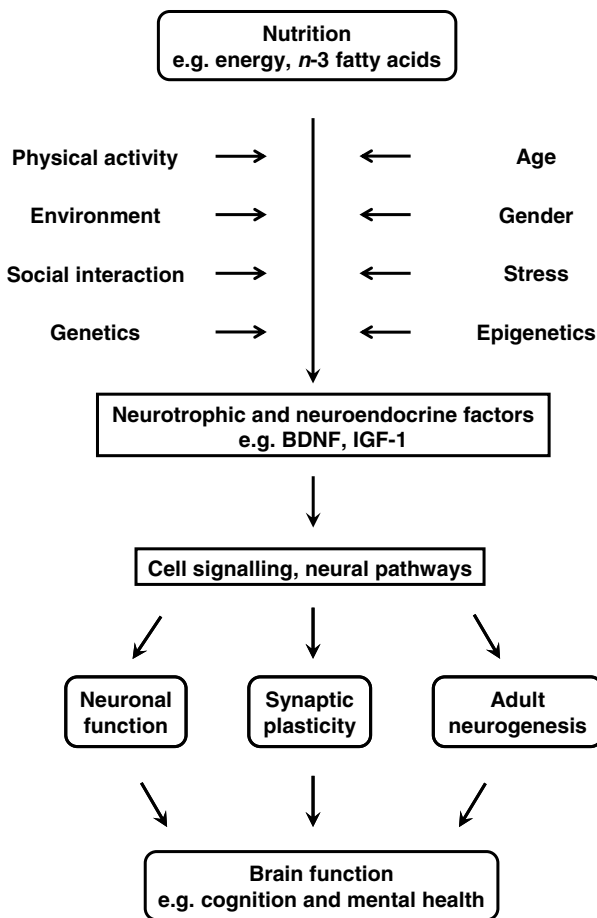 Nutrition
e.g. energy, n-3 fatty acids
Physical activity
Age
Environment
Gender
Social interaction
Stress
Genetics
Epigenetics
Neurotrophic and neuroendocrine factors
e.g. BDNF, IGF-1
Cell signalling, neural pathways
Neuronal
function
Synaptic
plasticity
Adult
neurogenesis
Brain function
e.g. cognition and mental health